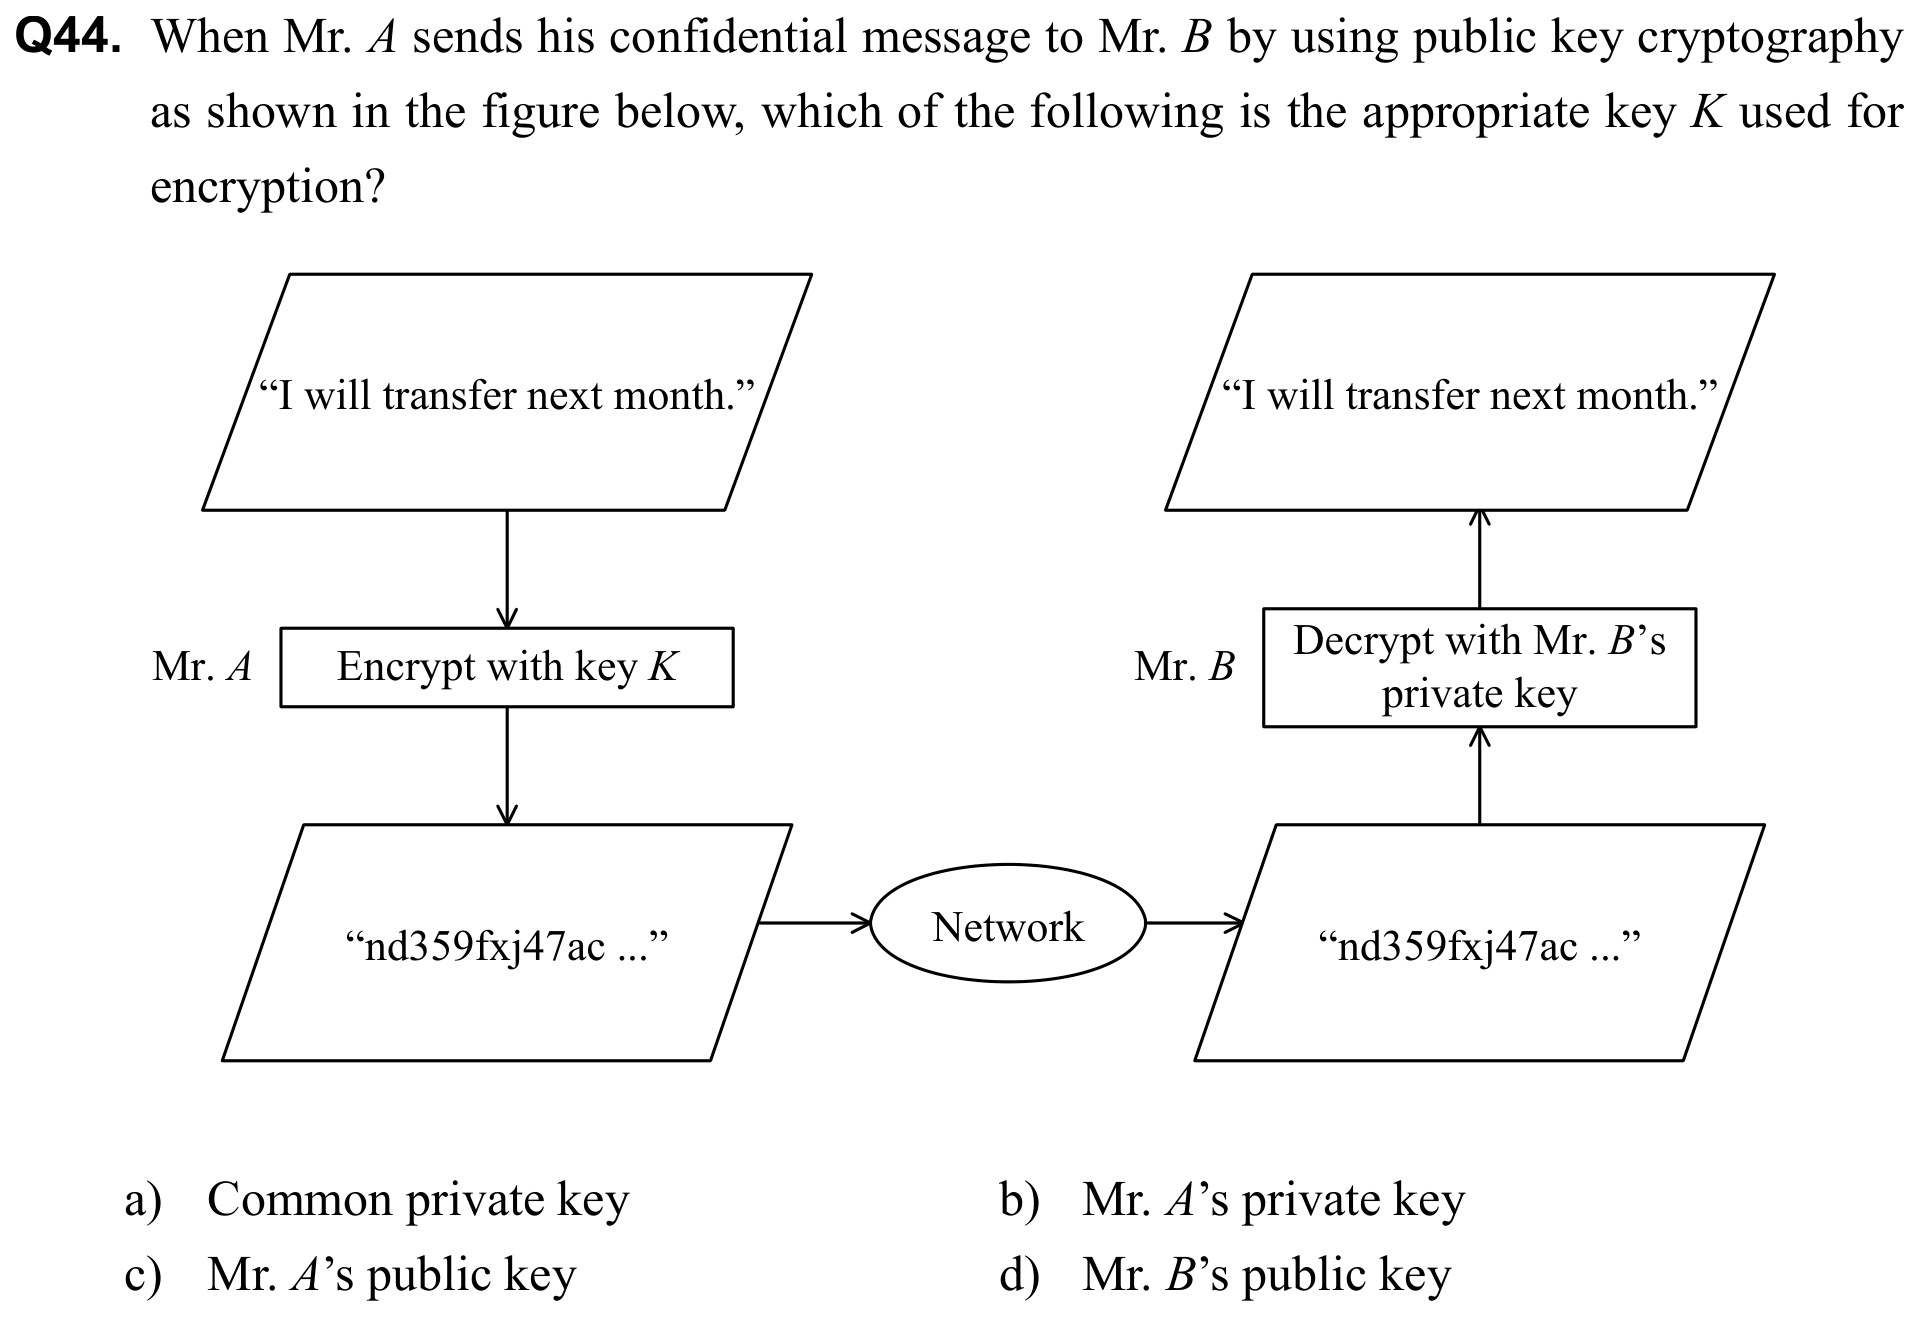 Q44. When Mr. A sends his confidential message to Mr. B by using public key cryptography
as shown in the figure below, which of the following is the appropriate key K used for
encryption?
“I will transfer next month.”
“I will transfer next month.”
Mr. A
Encrypt with key K
Mr. B
Decrypt with Mr. B’s
private key
“nd359fxj47ac ...”
Network
“nd359fxj47ac ...”
a) Common private key
b) Mr. A’s private key
c) Mr. A’s public key
d) Mr. B’s public key